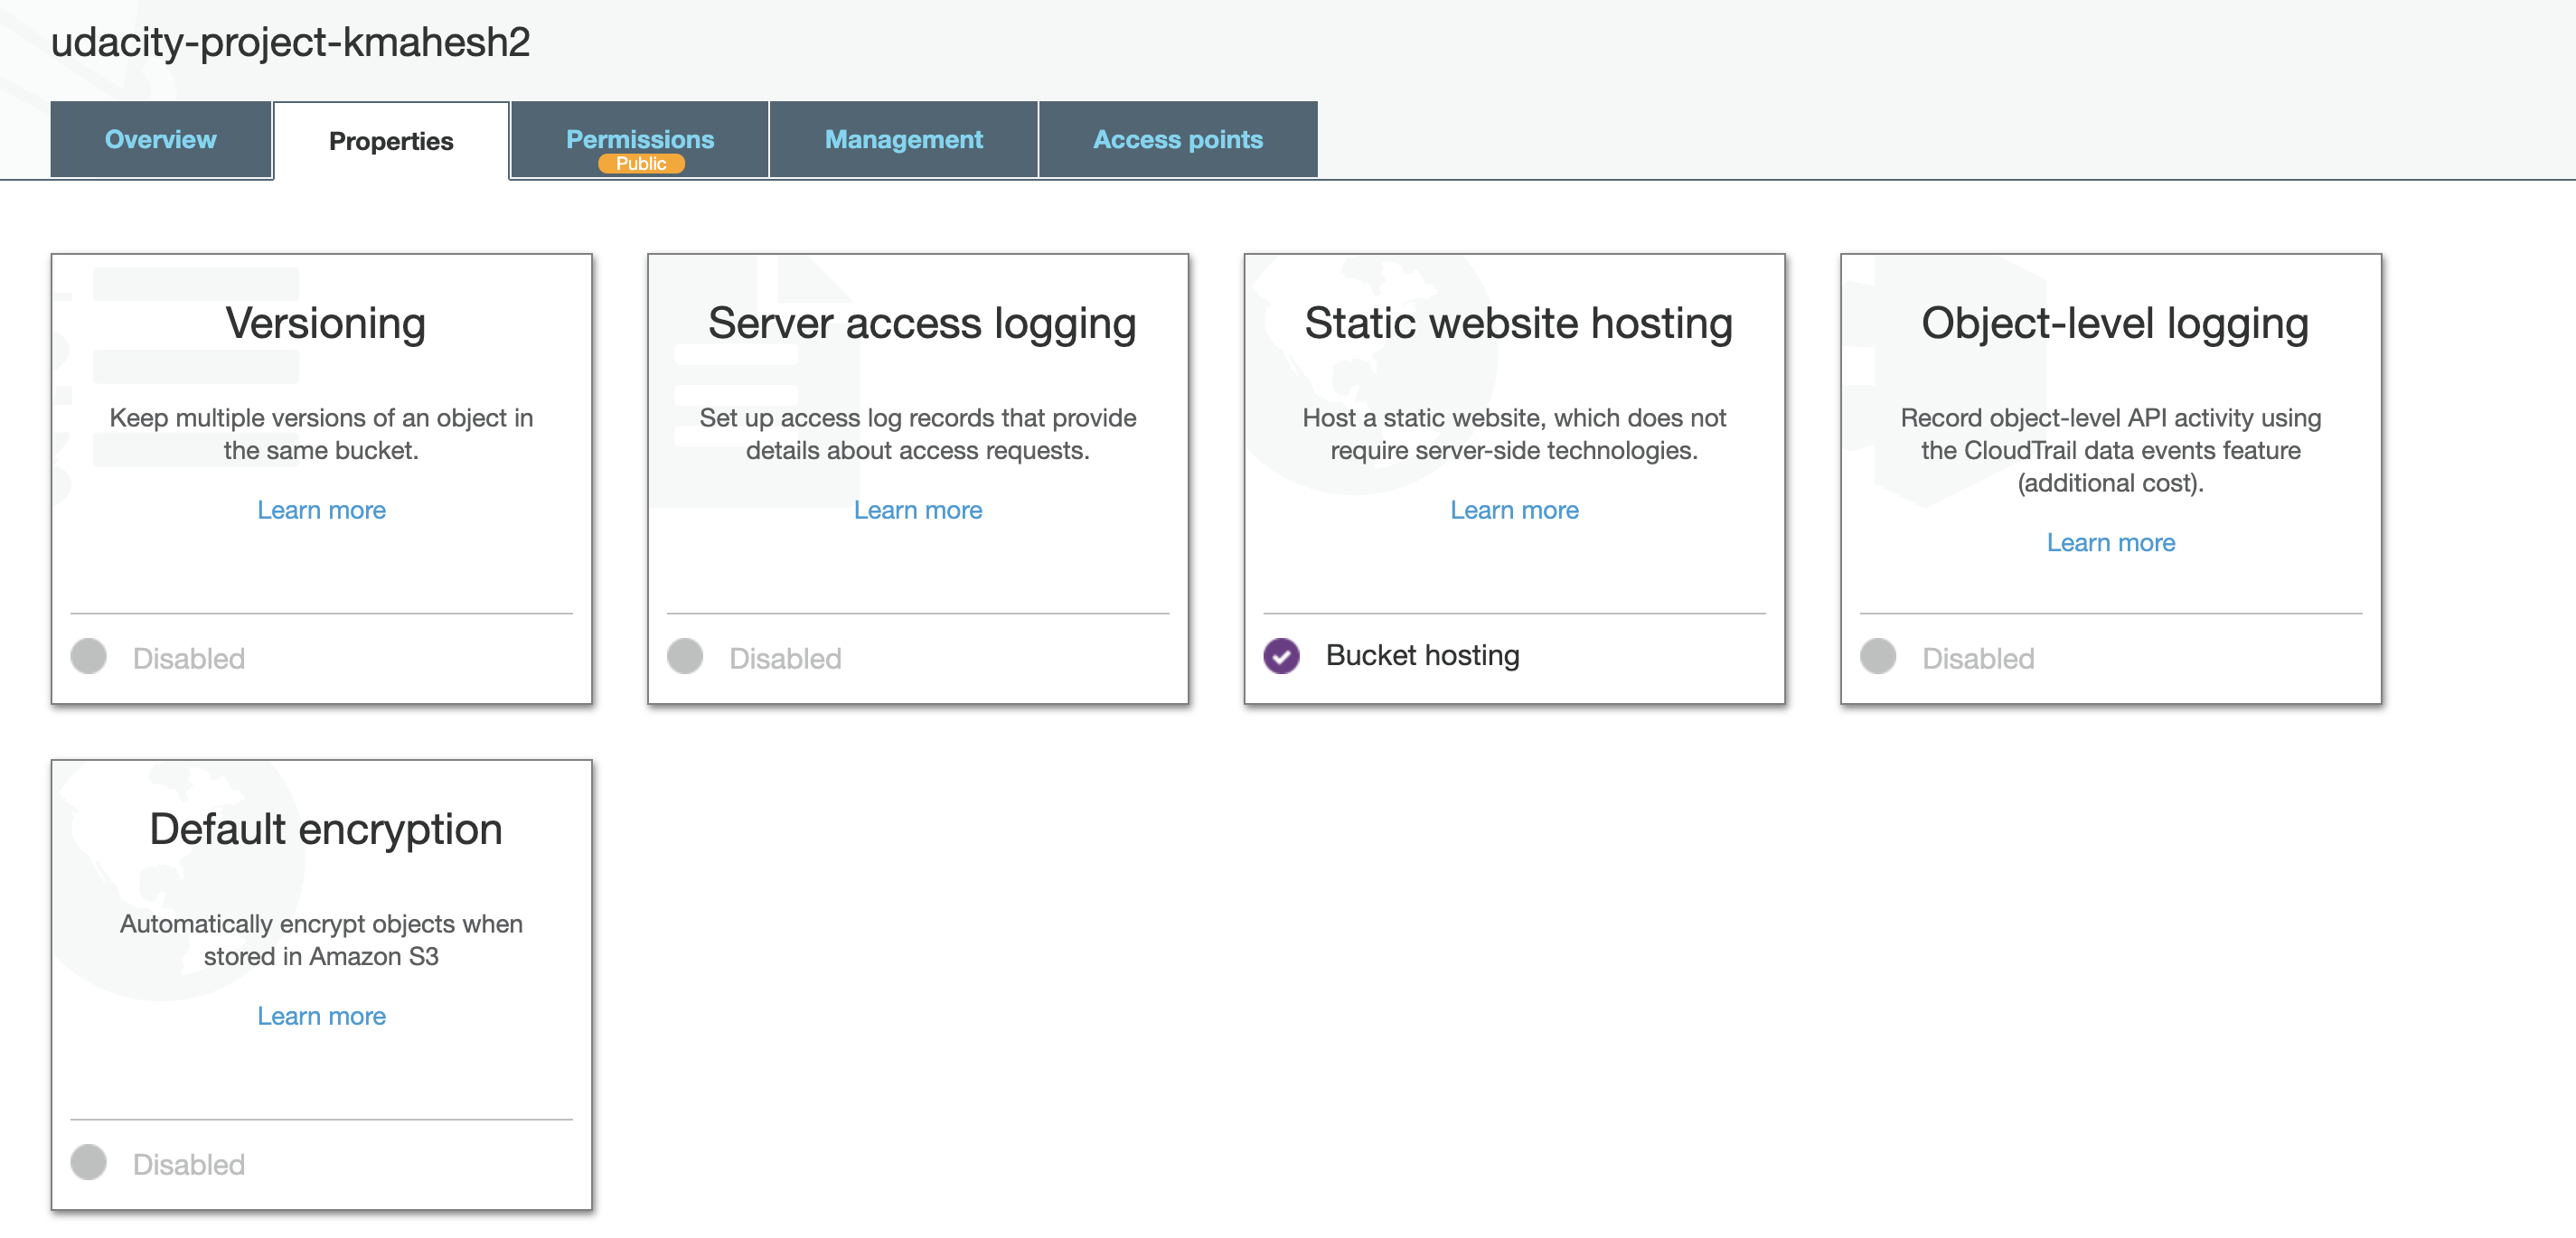 udacity-project-kmahesh2
Overview
Properties
Permissions
Public
Management
Access points
Versioning
Keep multiple versions of an object in
the same bucket.
Learn more
Disabled
Server access logging
Set up access log records that provide
details about access requests.
Learn more
Disabled
Static website hosting
Host a static website, which does not
require server-side technologies.
Learn more
Bucket hosting
Object-level logging
Record object-level API activity using
the CloudTrail data events feature
(additional cost).
Learn more
Disabled
Default encryption
Automatically encrypt objects when
stored in Amazon S3
Learn more
Disabled